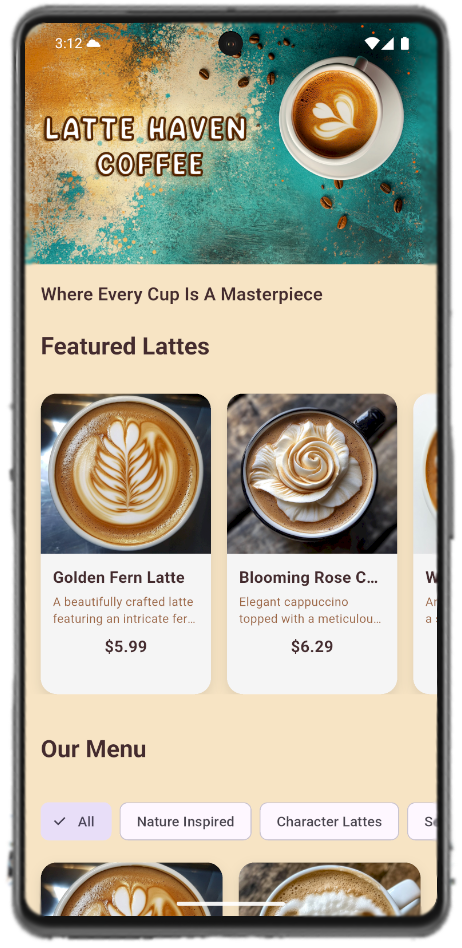 3:12
LATTE HAVEN
COFFEE
Where Every Cup Is A Masterpiece
Featured Lattes
Golden Fern Latte
A beautifully crafted latte
featuring an intricate fer...
$5.99
Blooming Rose C...
Elegant cappuccino
topped with a meticulou...
$6.29
Our Menu
All
Nature Inspired
Character Lattes